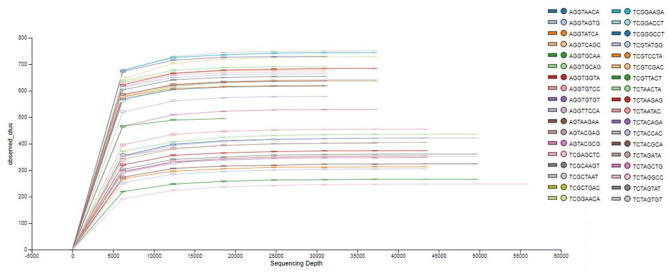 800
700
600
500
400
300
200
100
0
observed_otus
-5000 0 5000 10000 15000 20000 25000 30000 35000 40000 45000 50000 55000 60000
Sequencing Depth
AGGTAACA TCGGAAGA
AGGTAGTG TCGGACCT
AGGTATCA TCGGGCCT
AGGTCAGC TCGTATGG
AGGTGCAA TCGTCCTA
AGGTGCAG TCGTCGAC
AGGTGGTA TCGTTACT
AGGTGTCC TCTAACTA
AGGTGTGT TCTAAGAG
AGGTTCCA TCTAATAC
AGTAAGAA TCTACAGA
AGTACGAG TCTACCAC
AGTACGCG TCTACGCA
TCGAGCTC TCTAGATA
TCGCAAGT TCTAGCTG
TCGCTAAT TCTAGGCC
TCGCTGAC TCTAGTAT
TCGGAACA TCTAGTGT